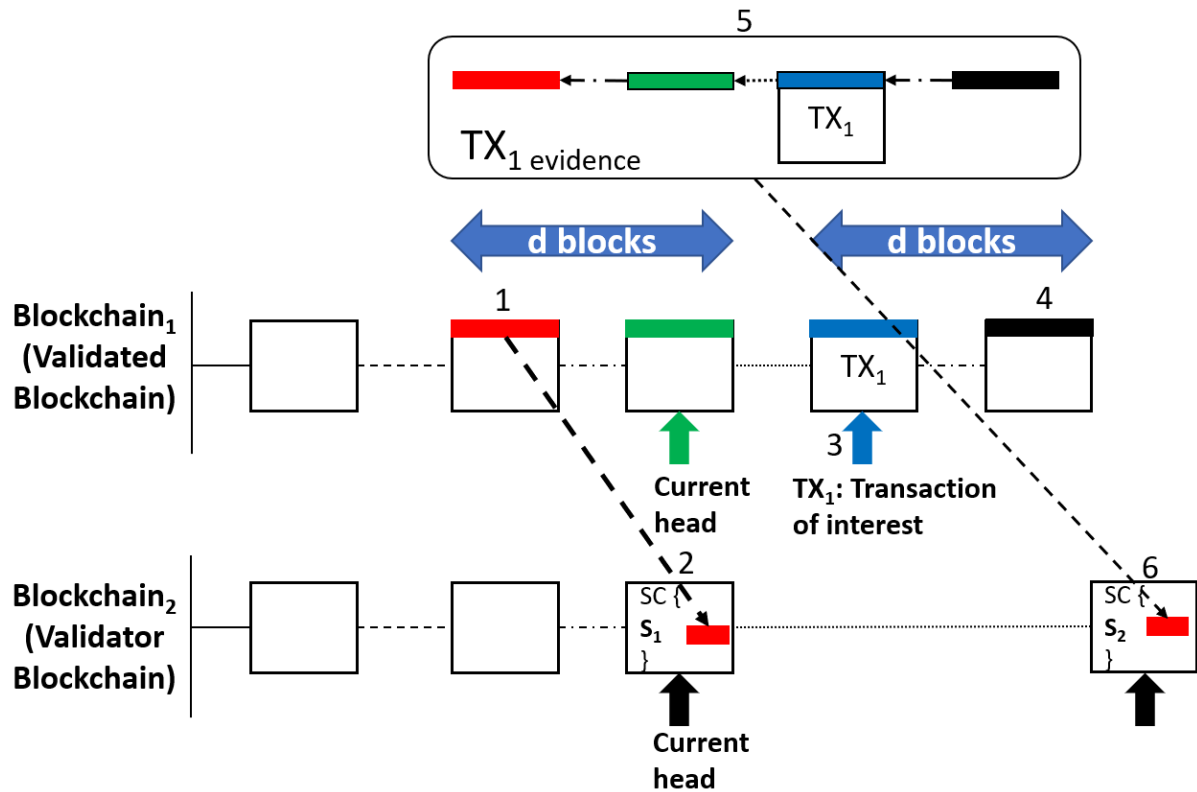 5
TX₁
TX₁ evidence
d blocks
d blocks
Blockchain₁
(Validated
Blockchain)
1
4
TX₁
3
Current
head
TX₁: Transaction
of interest
Blockchain₂
(Validator
Blockchain)
2
SC {
S₁
}
6
SC {
S₂
}
Current
head